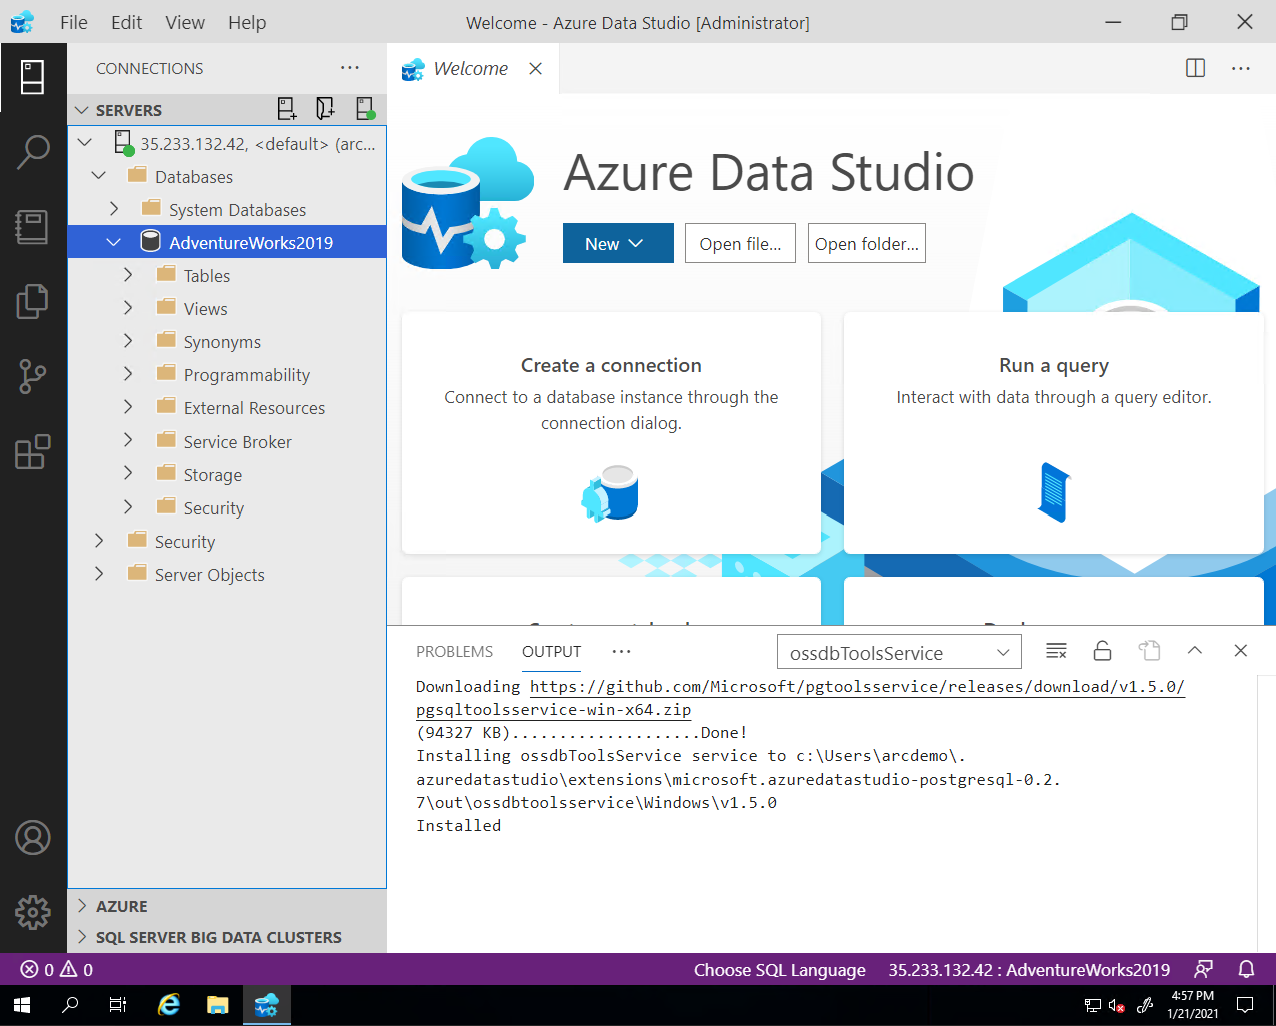 File Edit View Help
Welcome - Azure Data Studio [Administrator]
CONNECTIONS
SERVERS
35.233.132.42, <default> (arc...
Databases
System Databases
AdventureWorks2019
Tables
Views
Synonyms
Programmability
External Resources
Service Broker
Storage
Security
Security
Server Objects
AZURE
SQL SERVER BIG DATA CLUSTERS
Welcome
Azure Data Studio
New
Open file...
Open folder...
Create a connection
Connect to a database instance through the
connection dialog.
Run a query
Interact with data through a query editor.
PROBLEMS OUTPUT
ossdbToolsService
Downloading https://github.com/Microsoft/pgtoolsservice/releases/download/v1.5.0/
pgsqltoolsservice-win-x64.zip
(94327 KB)....................Done!
Installing ossdbToolsService service to c:\Users\arcdemo\.
azuredatastudio\extensions\microsoft.azuredatastudio-postgresql-0.2.
7\out\ossdbtoolsservice\Windows\v1.5.0
Installed
0 0
Choose SQL Language
35.233.132.42 : AdventureWorks2019
4:57 PM
1/21/2021